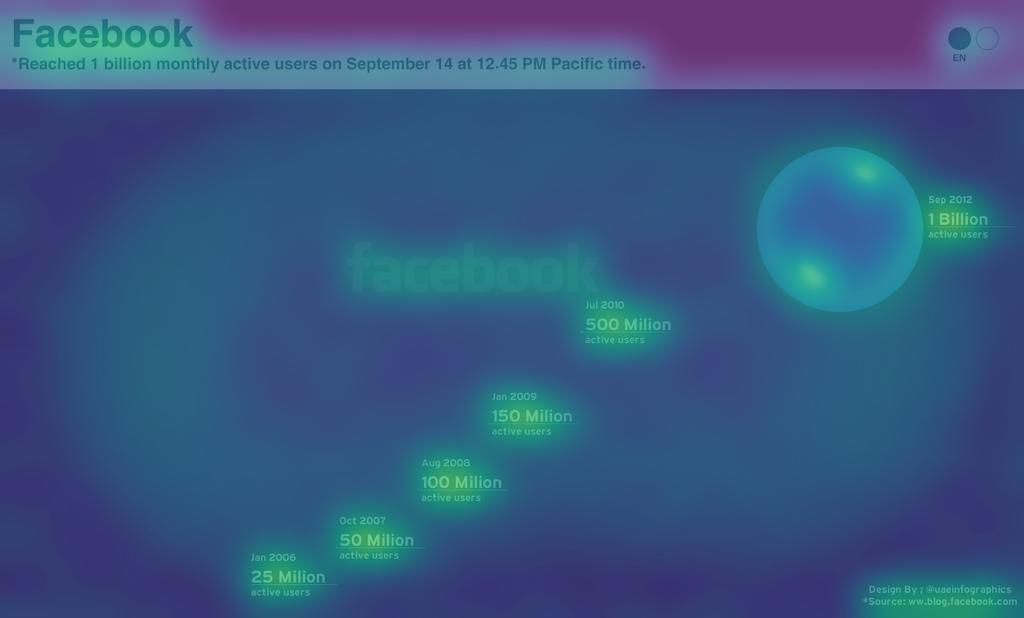 Facebook
*Reached 1 billion monthly active users on September 14 at 12.45 PM Pacific time.
EN
Sep 2012
1 Billion
active users
facebook
Jul 2010
500 Milion
active users
Jan 2009
150 Milion
active users
Aug 2008
100 Milion
active users
Oct 2007
50 Milion
active users
Jan 2006
25 Milion
active users
Design By ; @uaeinfographics
*Source: ww.blog.facebook.com